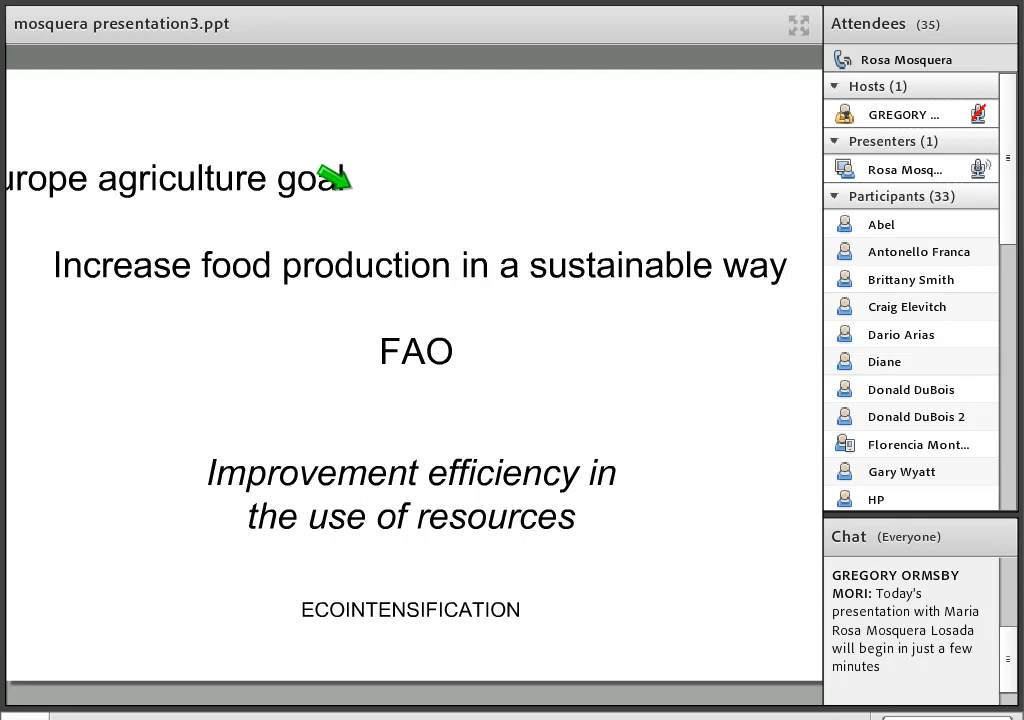 mosquera presentation3.ppt
urope agriculture goal
Increase food production in a sustainable way
FAO
Improvement efficiency in
the use of resources
ECOINTENSIFICATION
Attendees (35)
Rosa Mosquera
Hosts (1)
GREGORY ...
Presenters (1)
Rosa Mosq...
Participants (33)
Abel
Antonello Franca
Brittany Smith
Craig Elevitch
Dario Arias
Diane
Donald DuBois
Donald DuBois 2
Florencia Mont...
Gary Wyatt
HP
Chat (Everyone)
GREGORY ORMSBY
MORI: Today's
presentation with Maria
Rosa Mosquera Losada
will begin in just a few
minutes